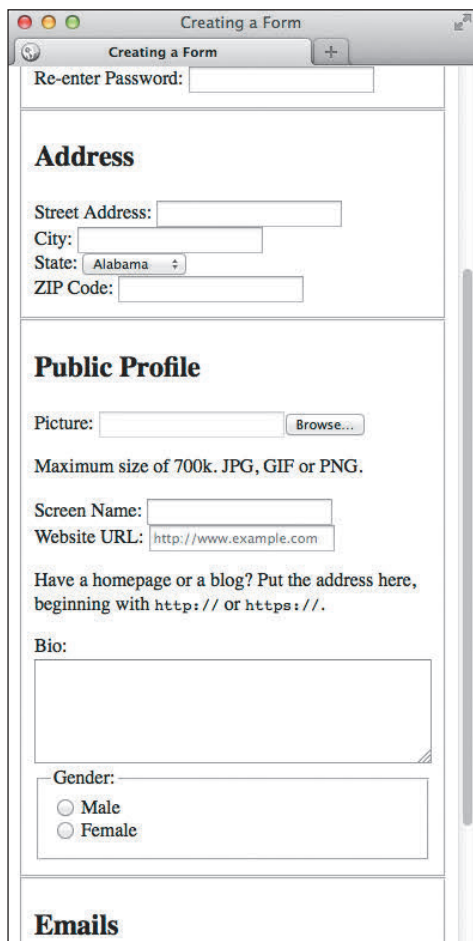 Creating a Form
Creating a Form
Re-enter Password:
Address
Street Address:
City:
State: Alabama
ZIP Code:
Public Profile
Picture: Browse...
Maximum size of 700k. JPG, GIF or PNG.
Screen Name:
Website URL: http://www.example.com
Have a homepage or a blog? Put the address here,
beginning with http:// or https://.
Bio:
Gender:
Male
Female
Emails